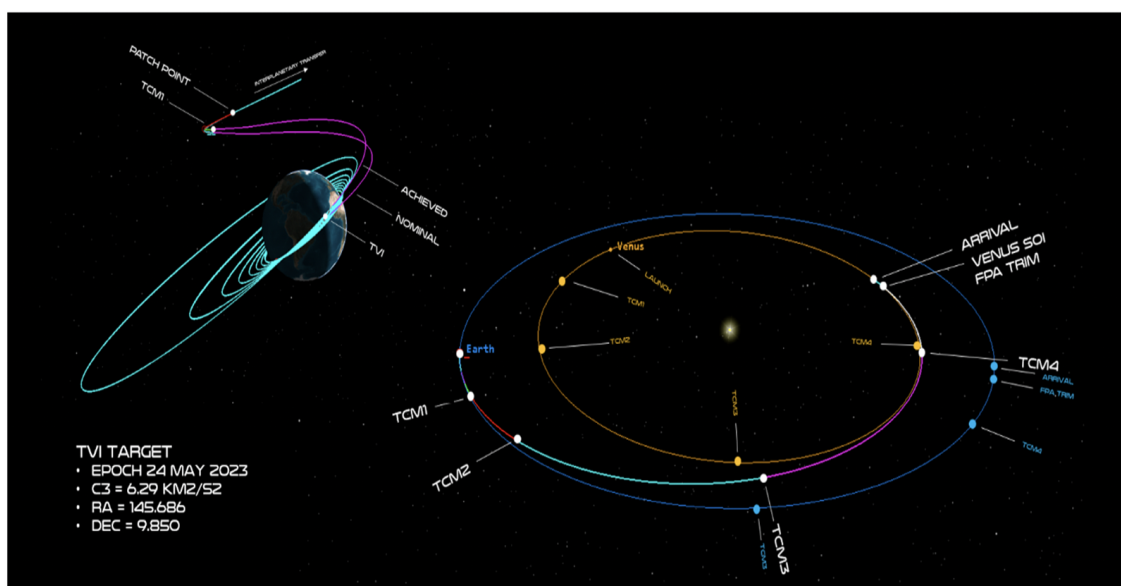 PATCH POINT
INTERPLANETARY TRANSFER
TCM1
ACHIEVED
NOMINAL
TVI
TVI TARGET
• EPOCH 24 MAY 2023
• C3 = 6.29 KM2/S2
• RA = 145.686
• DEC = 9.850
Venus
LAUNCH
TCM1
TCM2
Earth
TCM1
TCM2
TCM3
TCM3
TCM3
TCM4
ARRIVAL
VENUS SOI
FPA TRIM
TCM4
ARRIVAL
FPA TRIM
TCM4